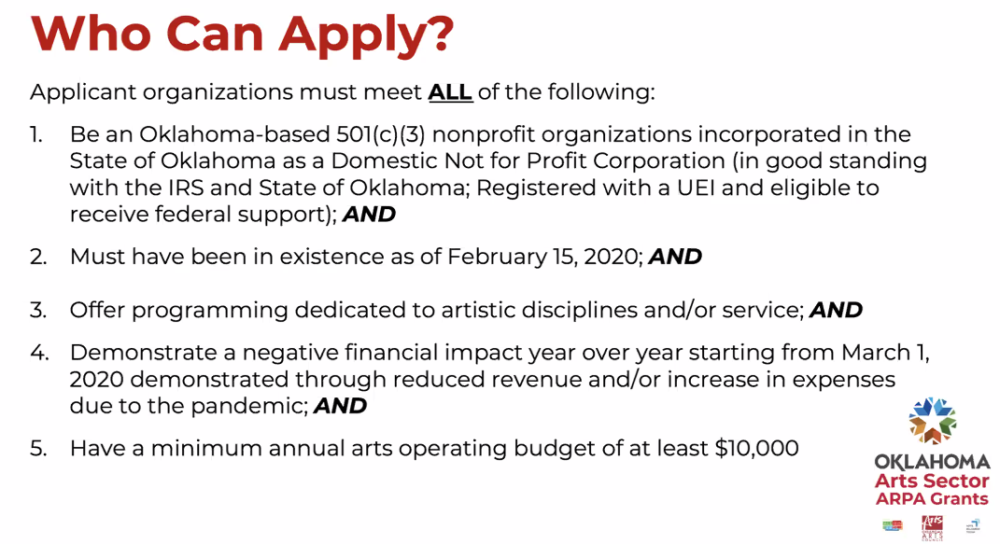 Who Can Apply?
Applicant organizations must meet ALL of the following:
1. Be an Oklahoma-based 501(c)(3) nonprofit organizations incorporated in the
State of Oklahoma as a Domestic Not for Profit Corporation (in good standing
with the IRS and State of Oklahoma; Registered with a UEI and eligible to
receive federal support); AND
2. Must have been in existence as of February 15, 2020; AND
3. Offer programming dedicated to artistic disciplines and/or service; AND
4. Demonstrate a negative financial impact year over year starting from March 1,
2020 demonstrated through reduced revenue and/or increase in expenses
due to the pandemic; AND
5. Have a minimum annual arts operating budget of at least $10,000
OKLAHOMA
Arts Sector
ARPA Grants
Arts
OKLAHOMA
ARTS
COUNCIL